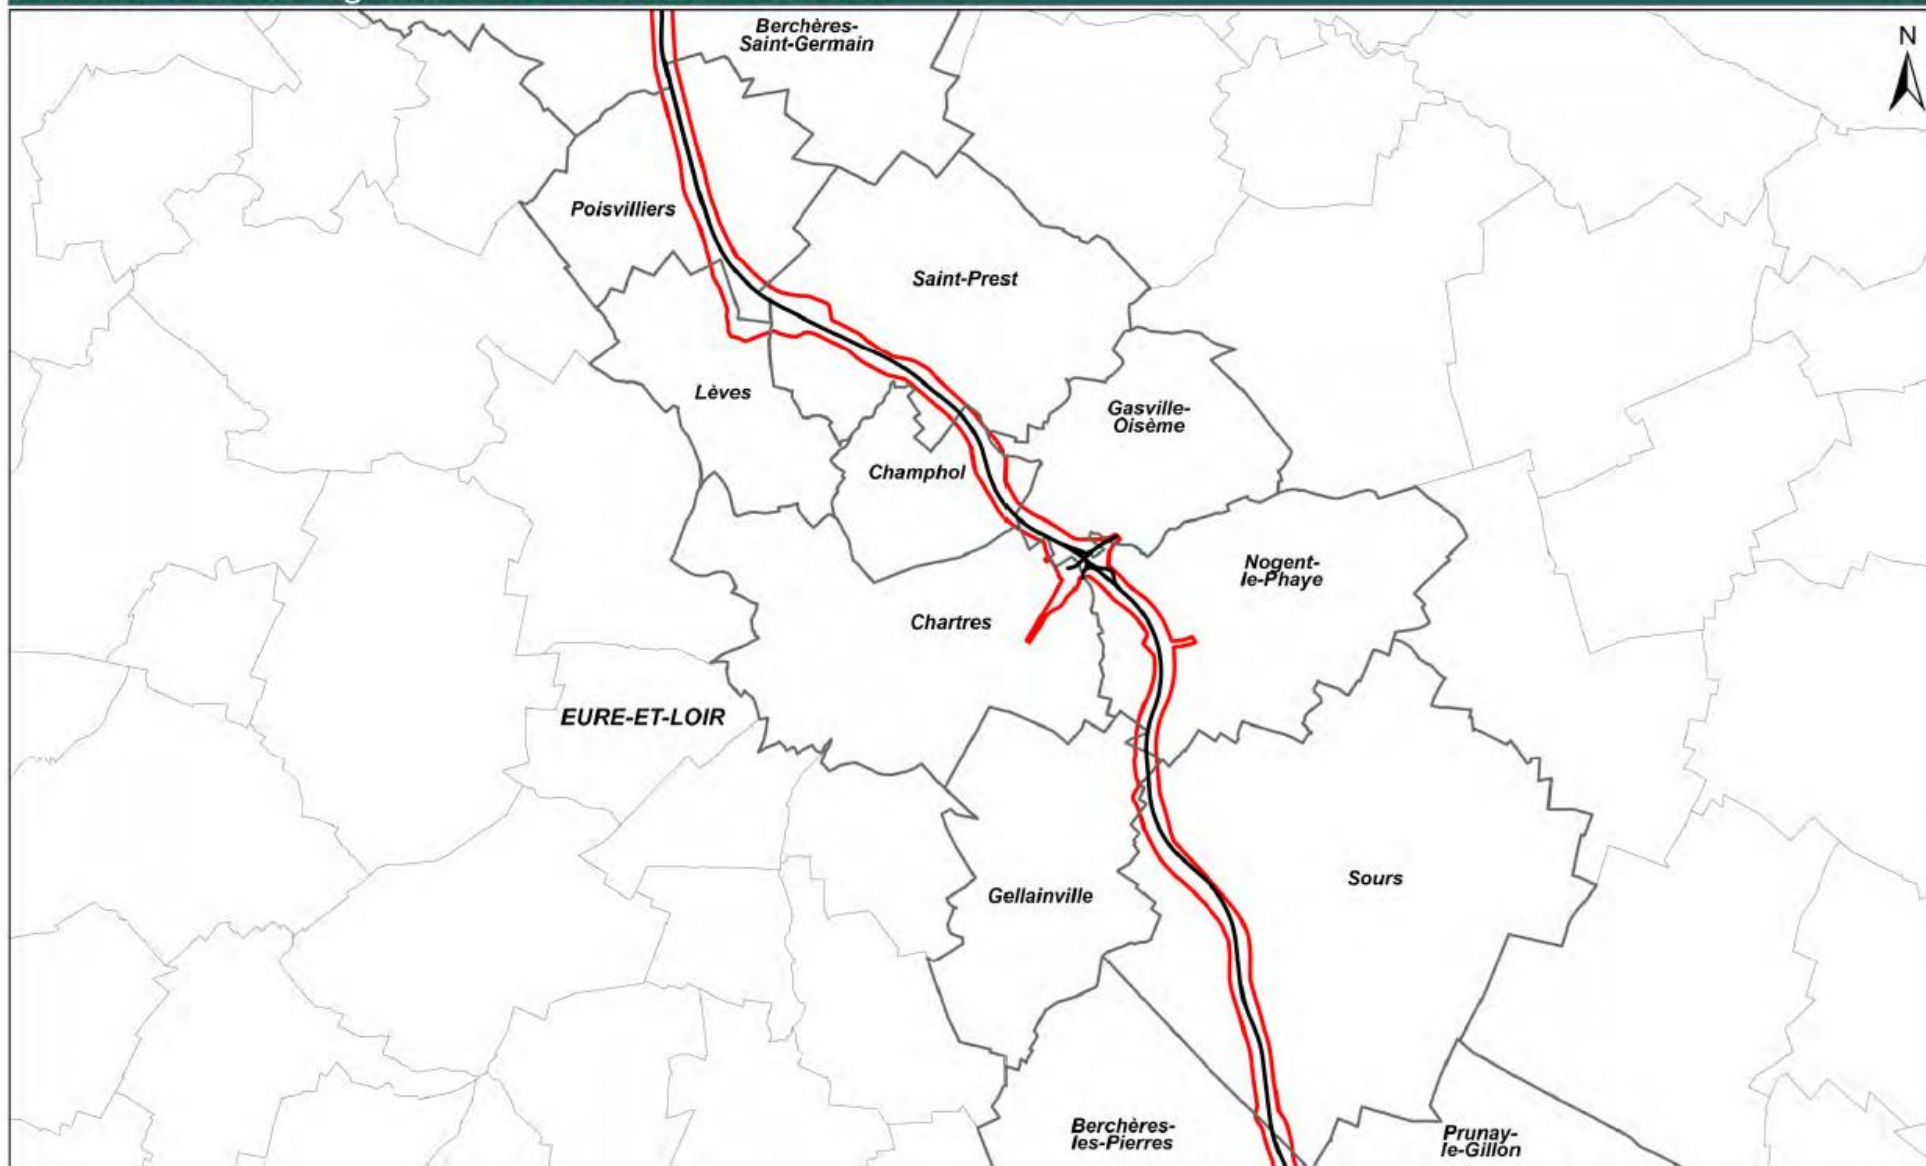 Berchères-
Saint-Germain
N
Poisvilliers
Saint-Prest
Lèves
Gasville-
Oisème
Champhol
Nogent-
le-Phaye
Chartres
EURE-ET-LOIR
Sours
Gellainville
Berchères-
les-Pierres
Prunay-
le-Gillon